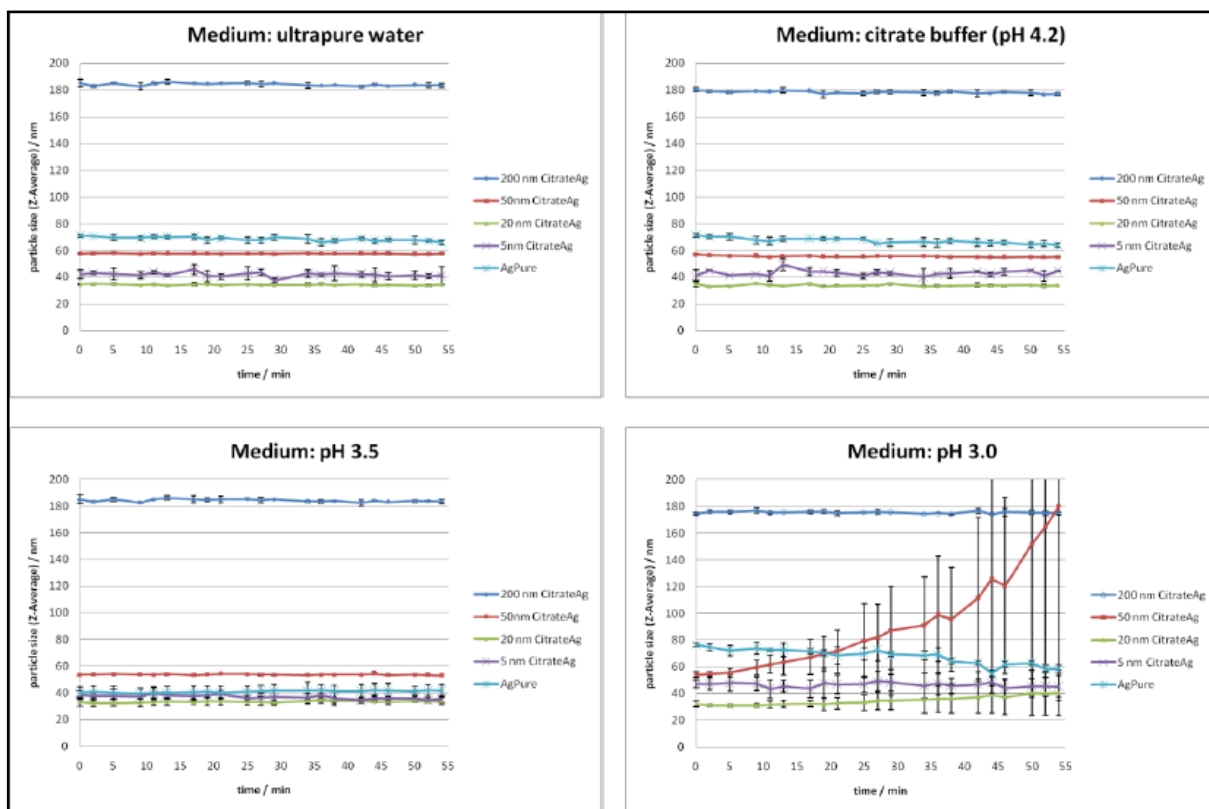 Medium: ultrapure water
particle size (Z-Average) / nm
200
180
160
140
120
100
80
60
40
20
0
0 5 10 15 20 25 30 35 40 45 50 55
time / min
200 nm CitrateAg
50nm CitrateAg
20 nm CitrateAg
5nm CitrateAg
AgPure
Medium: citrate buffer (pH 4.2)
particle size (Z-Average) / nm
200
180
160
140
120
100
80
60
40
20
0
0 5 10 15 20 25 30 35 40 45 50 55
time / min
200 nm CitrateAg
50 nm CitrateAg
20 nm CitrateAg
5nm CitrateAg
AgPure
Medium: pH 3.5
particle size (Z-Average) / nm
200
180
160
140
120
100
80
60
40
20
0
0 5 10 15 20 25 30 35 40 45 50 55
time / min
200 nm CitrateAg
50nm CitrateAg
20 nm CitrateAg
5 nm CitrateAg
AgPure
Medium: pH 3.0
particle size (Z-Average) / nm
200
180
160
140
120
100
80
60
40
20
0
0 5 10 15 20 25 30 35 40 45 50 55
time / min
200 nm CitrateAg
50 nm CitrateAg
20 nm CitrateAg
5 nm CitrateAg
AgPure